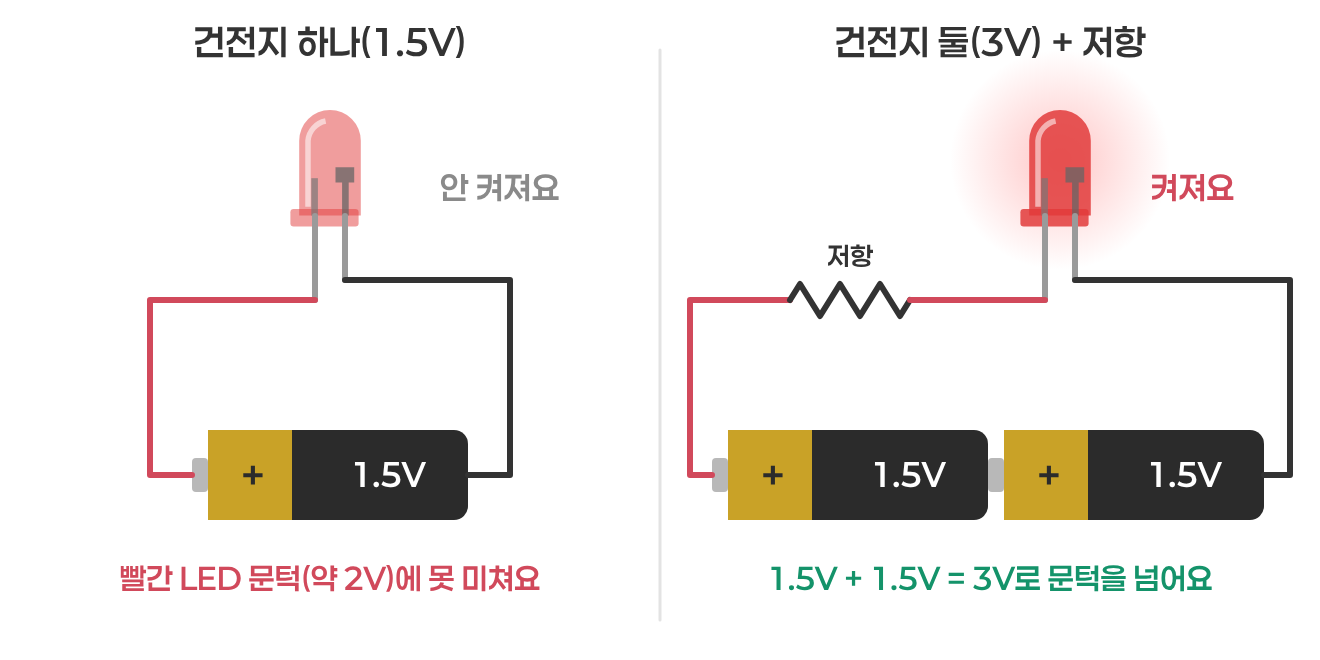 건전지 하나(1.5V)
안 켜져요
+
1.5V
빨간 LED 문턱(약 2V)에 못 미쳐요
건전지 둘(3V) + 저항
켜져요
저항
+
1.5V
+
1.5V
1.5V + 1.5V = 3V로 문턱을 넘어요